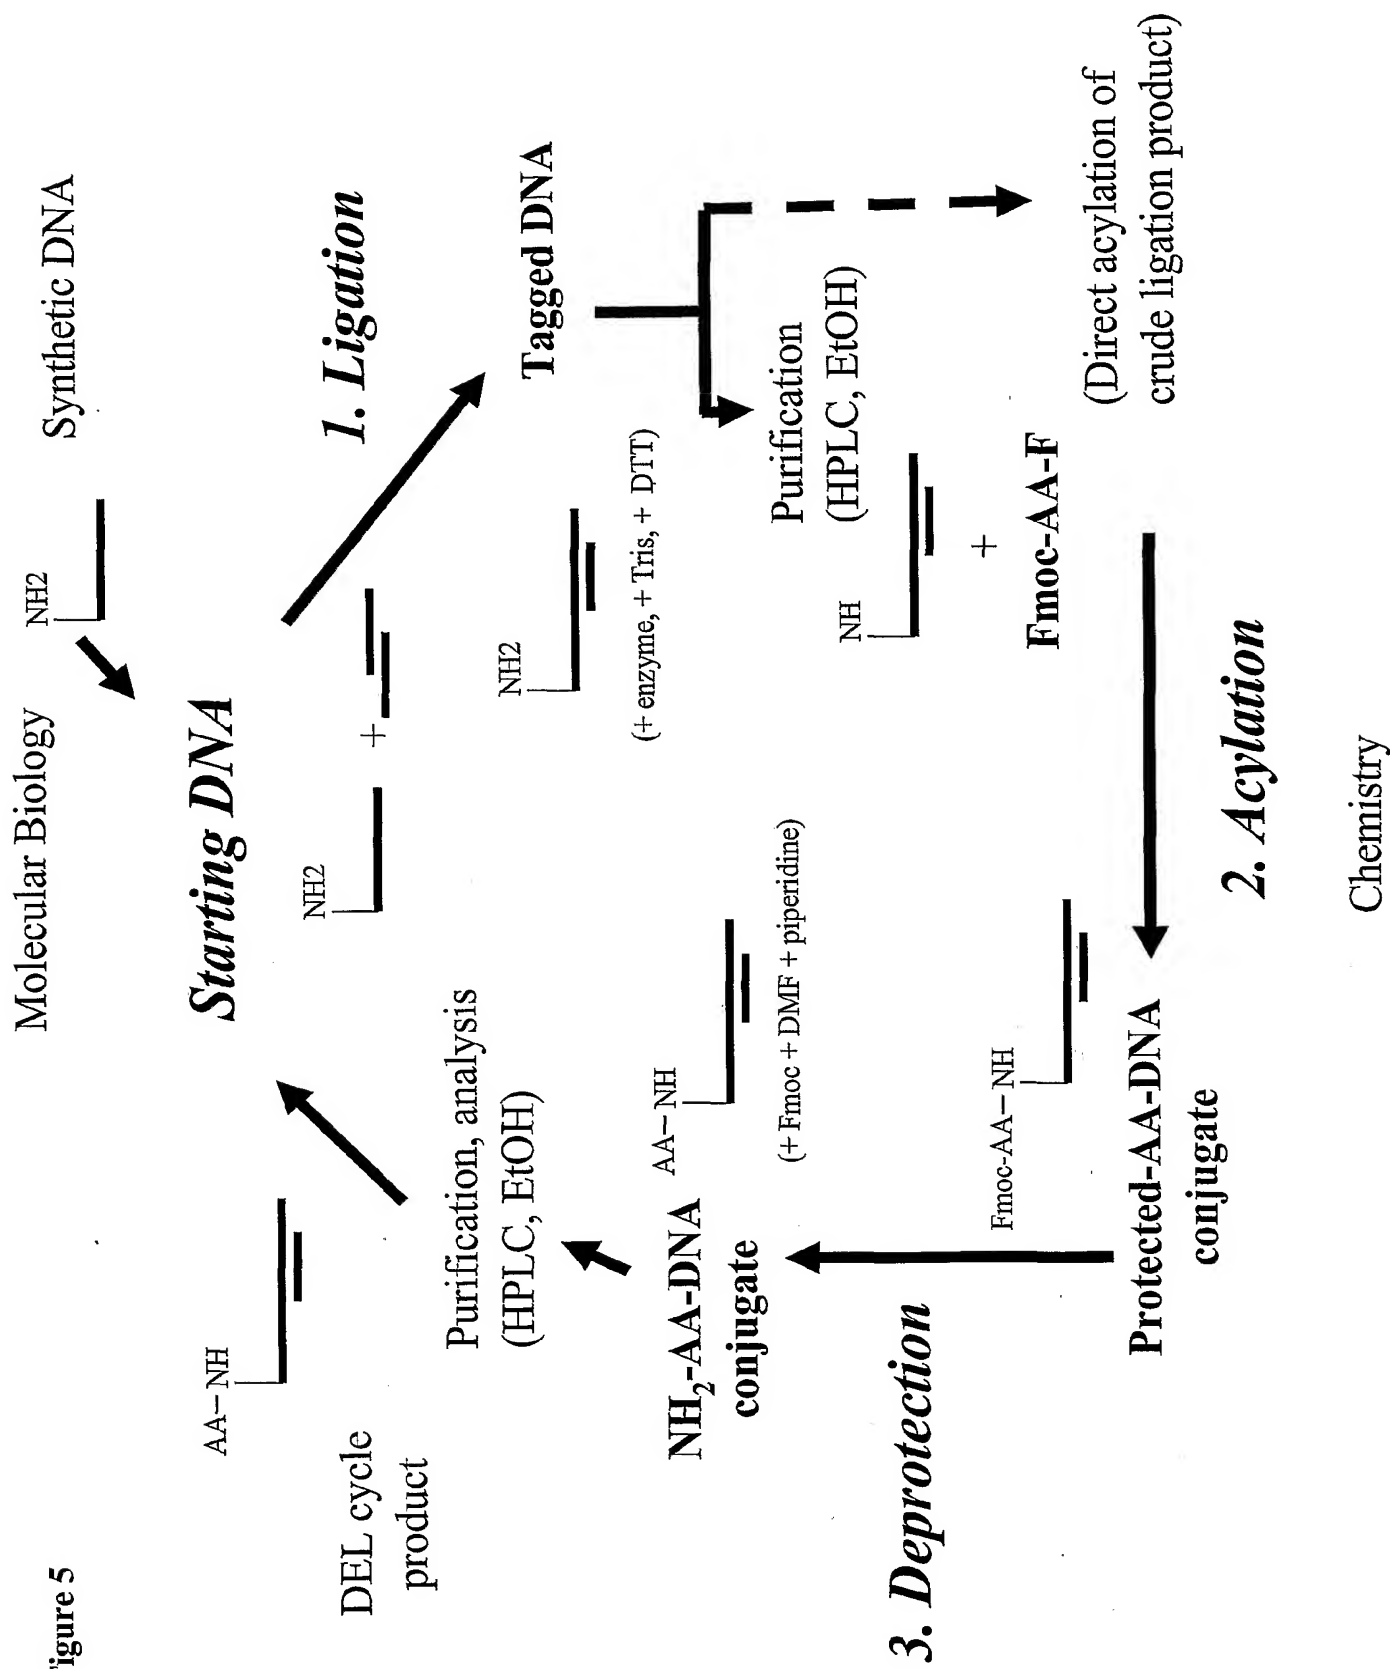 Figure 5
Molecular Biology
Synthetic DNA
NH2
Starting DNA
NH2
+
1. Ligation
Tagged DNA
NH2
(+ enzyme, + Tris, + DTT)
Purification
(HPLC, EtOH)
NH
+
Fmoc-AA-F
(Direct acylation of
crude ligation product)
2. Acylation
Chemistry
Fmoc-AA–NH
Protected-AA-DNA
conjugate
3. Deprotection
AA–NH
NH₂-AA-DNA
conjugate
(+ Fmoc + DMF + piperidine)
Purification, analysis
(HPLC, EtOH)
AA–NH
DEL cycle
product